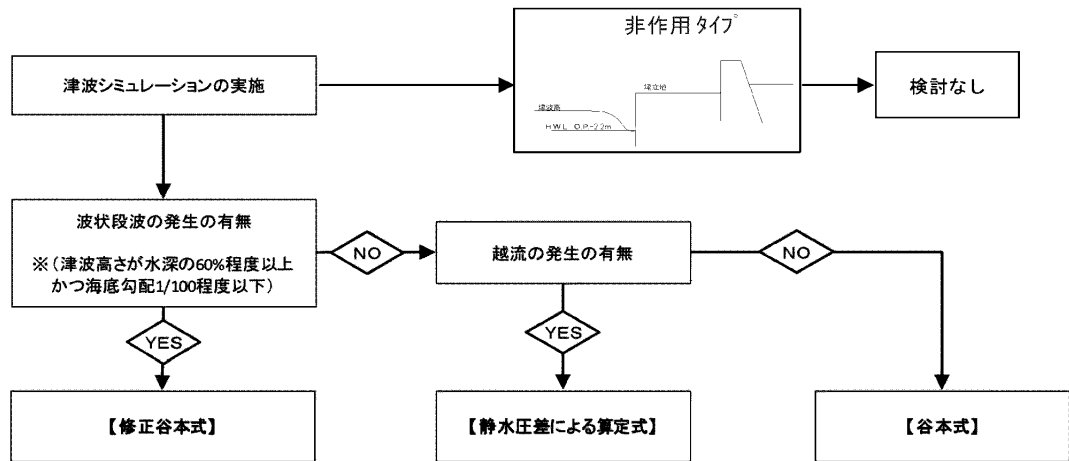 非作用タイプ
津波シミュレーションの実施
検討なし
埋立地
津波高
H.W.L. O.P.-2.2m
波状段波の発生の有無
※(津波高さが水深の60%程度以上
かつ海底勾配1/100程度以下)
NO
越流の発生の有無
NO
YES
YES
【修正谷本式】
【静水圧差による算定式】
【谷本式】